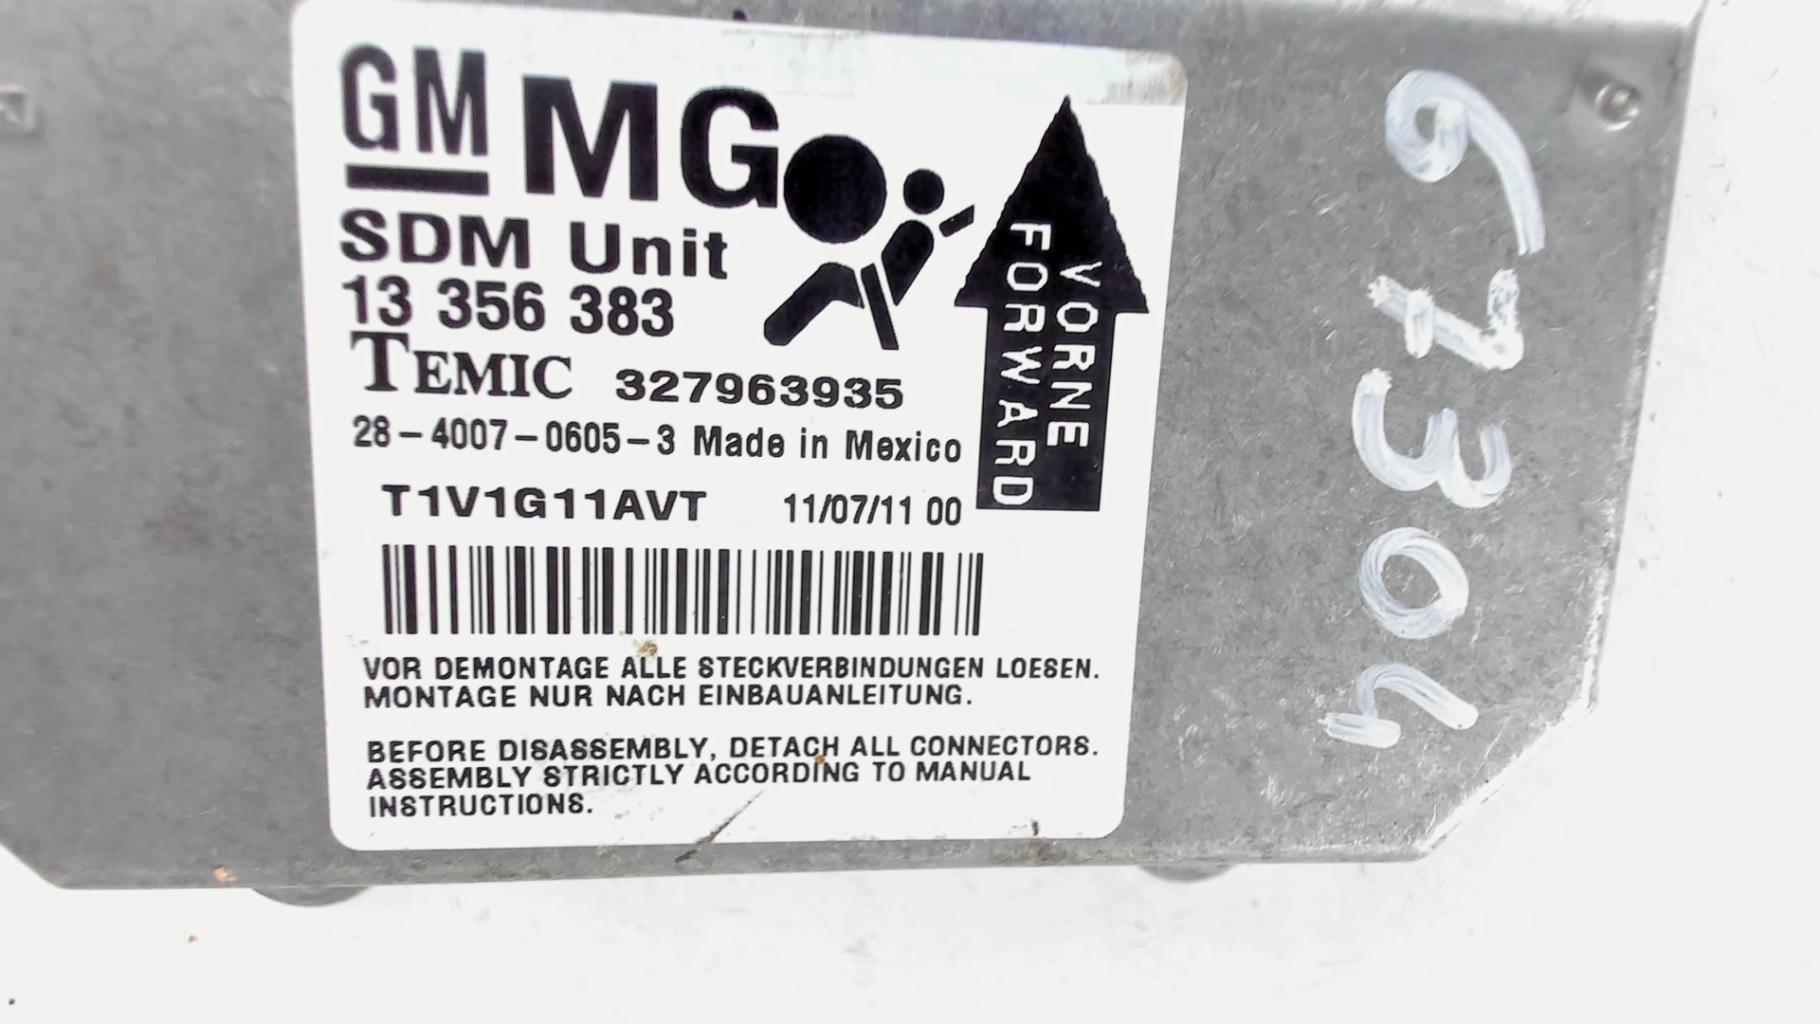 GM MG
SDM Unit
13 356 383
TEMIC 327963935
28-4007-0605-3 Made in Mexico
T1V1G11AVT 11/07/11 00
VORNE
FORWARD
VOR DEMONTAGE ALLE STECKVERBINDUNGEN LOESEN.
MONTAGE NUR NACH EINBAUANLEITUNG.
BEFORE DISASSEMBLY, DETACH ALL CONNECTORS.
ASSEMBLY STRICTLY ACCORDING TO MANUAL
INSTRUCTIONS.
67304